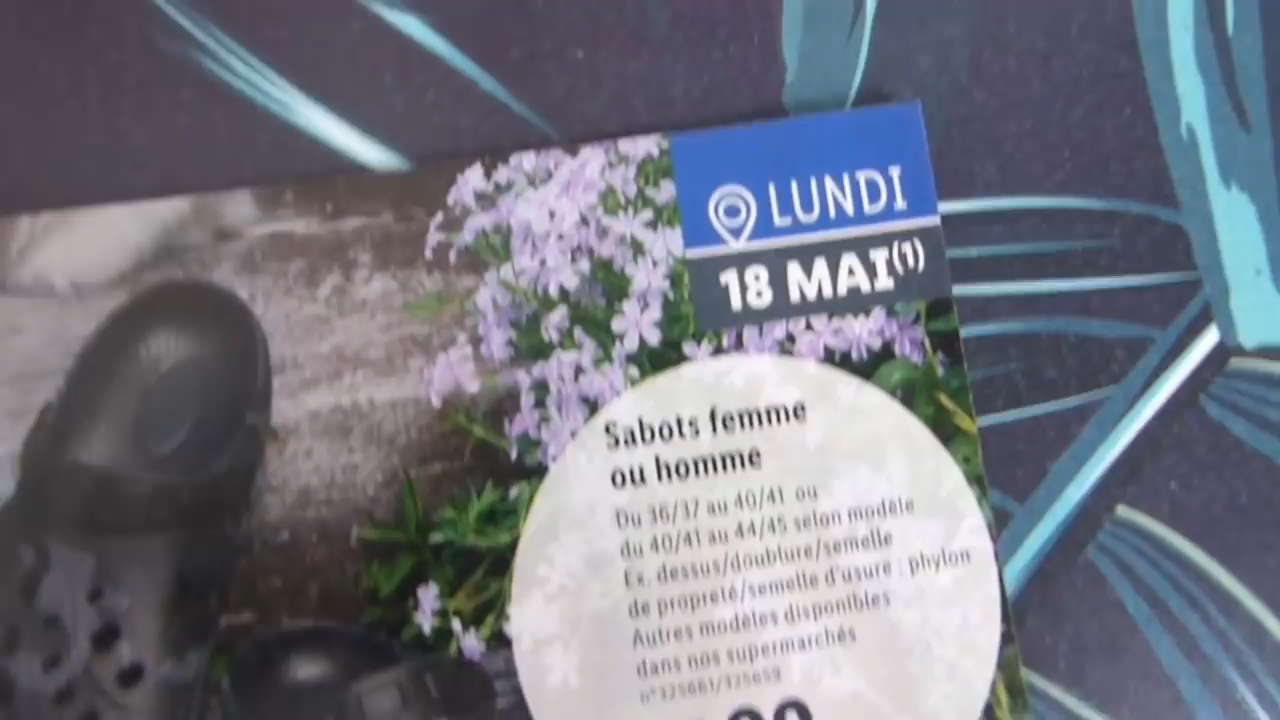 LUNDI
18 MAI(1)
Sabots femme
ou homme
Du 36/37 au 40/41 ou
du 40/41 au 44/45 selon modèle
Ex. dessus/doublure/semelle
de propreté/semelle d'usure : phylon
Autres modèles disponibles
dans nos supermarchés